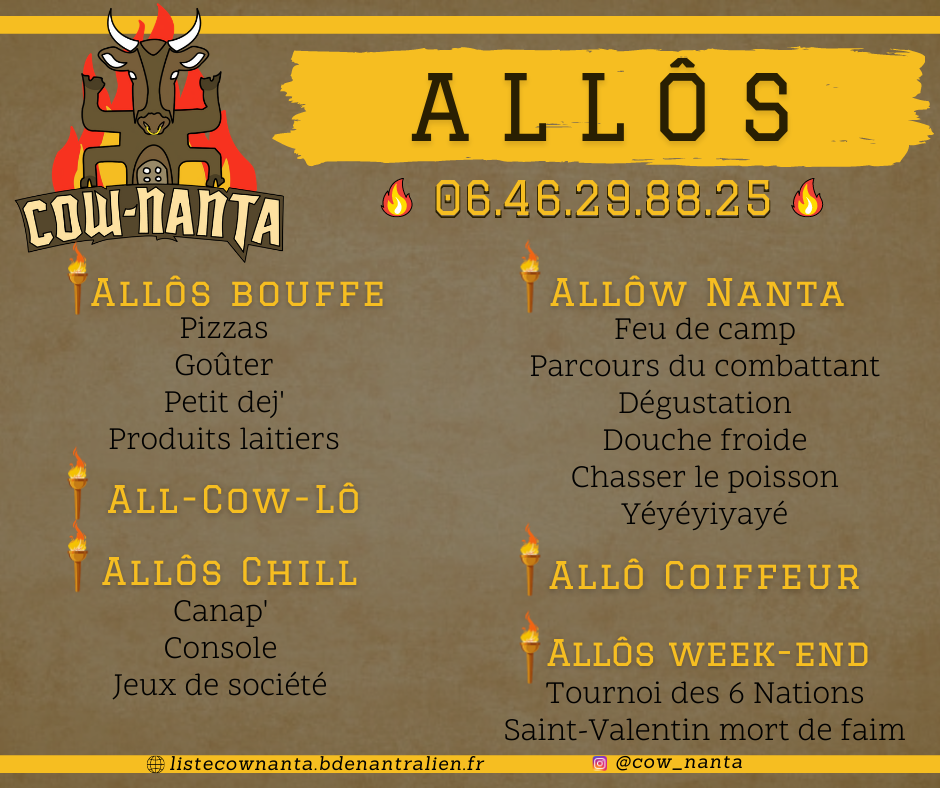 COW-NANTA
ALLÔS
06.46.29.88.25
Allôs bouffe
Pizzas
Goûter
Petit dej'
Produits laitiers
All-Cow-Lô
Allôs Chill
Canap'
Console
Jeux de société
Allôw Nanta
Feu de camp
Parcours du combattant
Dégustation
Douche froide
Chasser le poisson
Yéyéyiyayé
Allô Coiffeur
Allôs week-end
Tournoi des 6 Nations
Saint-Valentin mort de faim
listecownanta.bdenantralien.fr
@cow_nanta